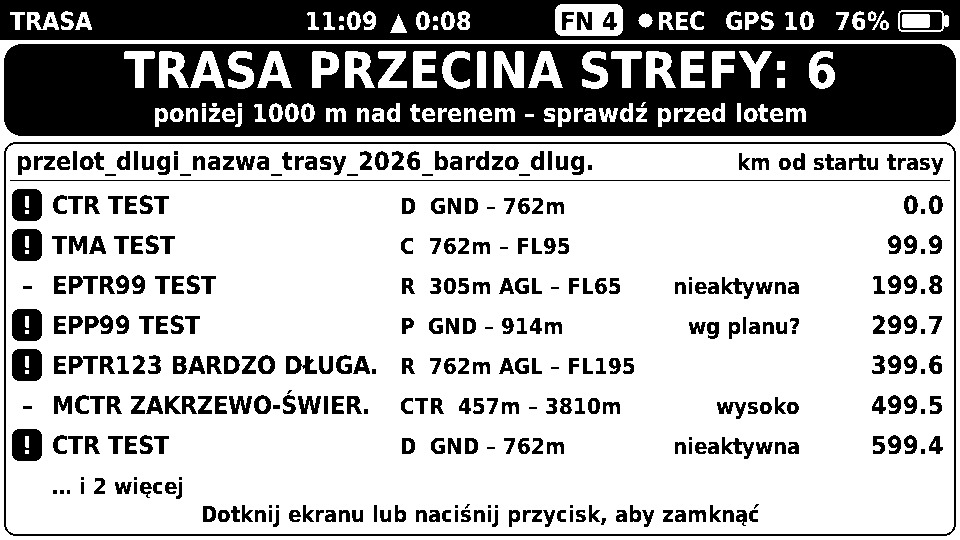 TRASA 11:09 ▲ 0:08 FN 4 ●REC GPS 10 76%
TRASA PRZECINA STREFY: 6
poniżej 1000 m nad terenem – sprawdź przed lotem
przelot_dlugi_nazwa_trasy_2026_bardzo_dlug. km od startu trasy
! CTR TEST D GND – 762m 0.0
! TMA TEST C 762m – FL95 99.9
– EPTR99 TEST R 305m AGL – FL65 nieaktywna 199.8
! EPP99 TEST P GND – 914m wg planu? 299.7
! EPTR123 BARDZO DŁUGA. R 762m AGL – FL195 399.6
– MCTR ZAKRZEWO-ŚWIER. CTR 457m – 3810m wysoko 499.5
! CTR TEST D GND – 762m nieaktywna 599.4
... i 2 więcej
Dotknij ekranu lub naciśnij przycisk, aby zamknąć